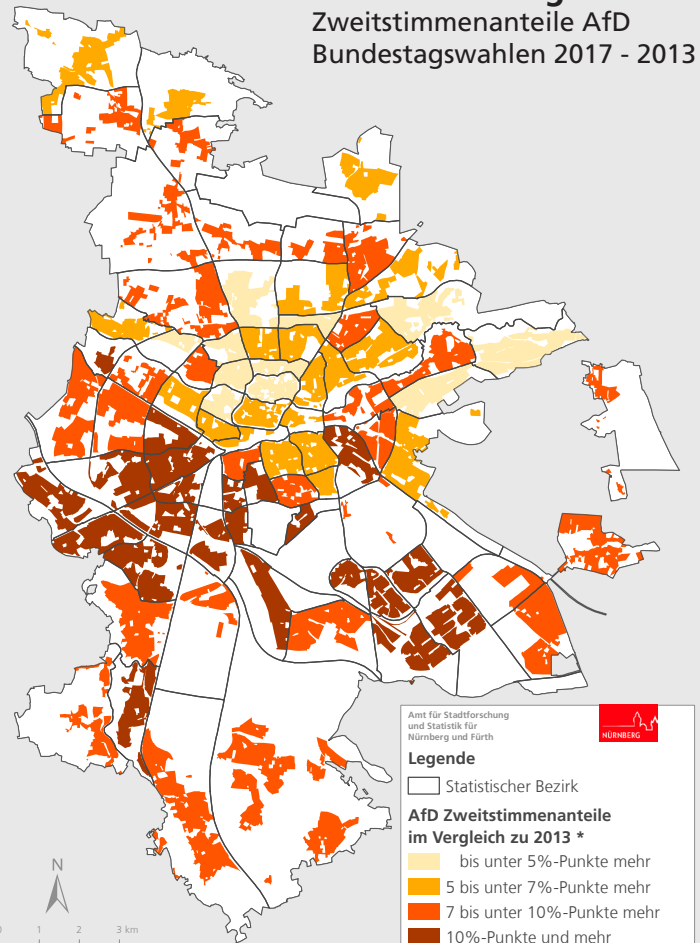 Zweitstimmenanteile AfD
Bundestagswahlen 2017 - 2013
Amt für Stadtforschung
und Statistik für
Nürnberg und Fürth
NÜRNBERG
Legende
Statistischer Bezirk
AfD Zweitstimmenanteile
im Vergleich zu 2013 *
bis unter 5%-Punkte mehr
5 bis unter 7%-Punkte mehr
7 bis unter 10%-Punkte mehr
10%-Punkte und mehr
N
0 1 2 3 km